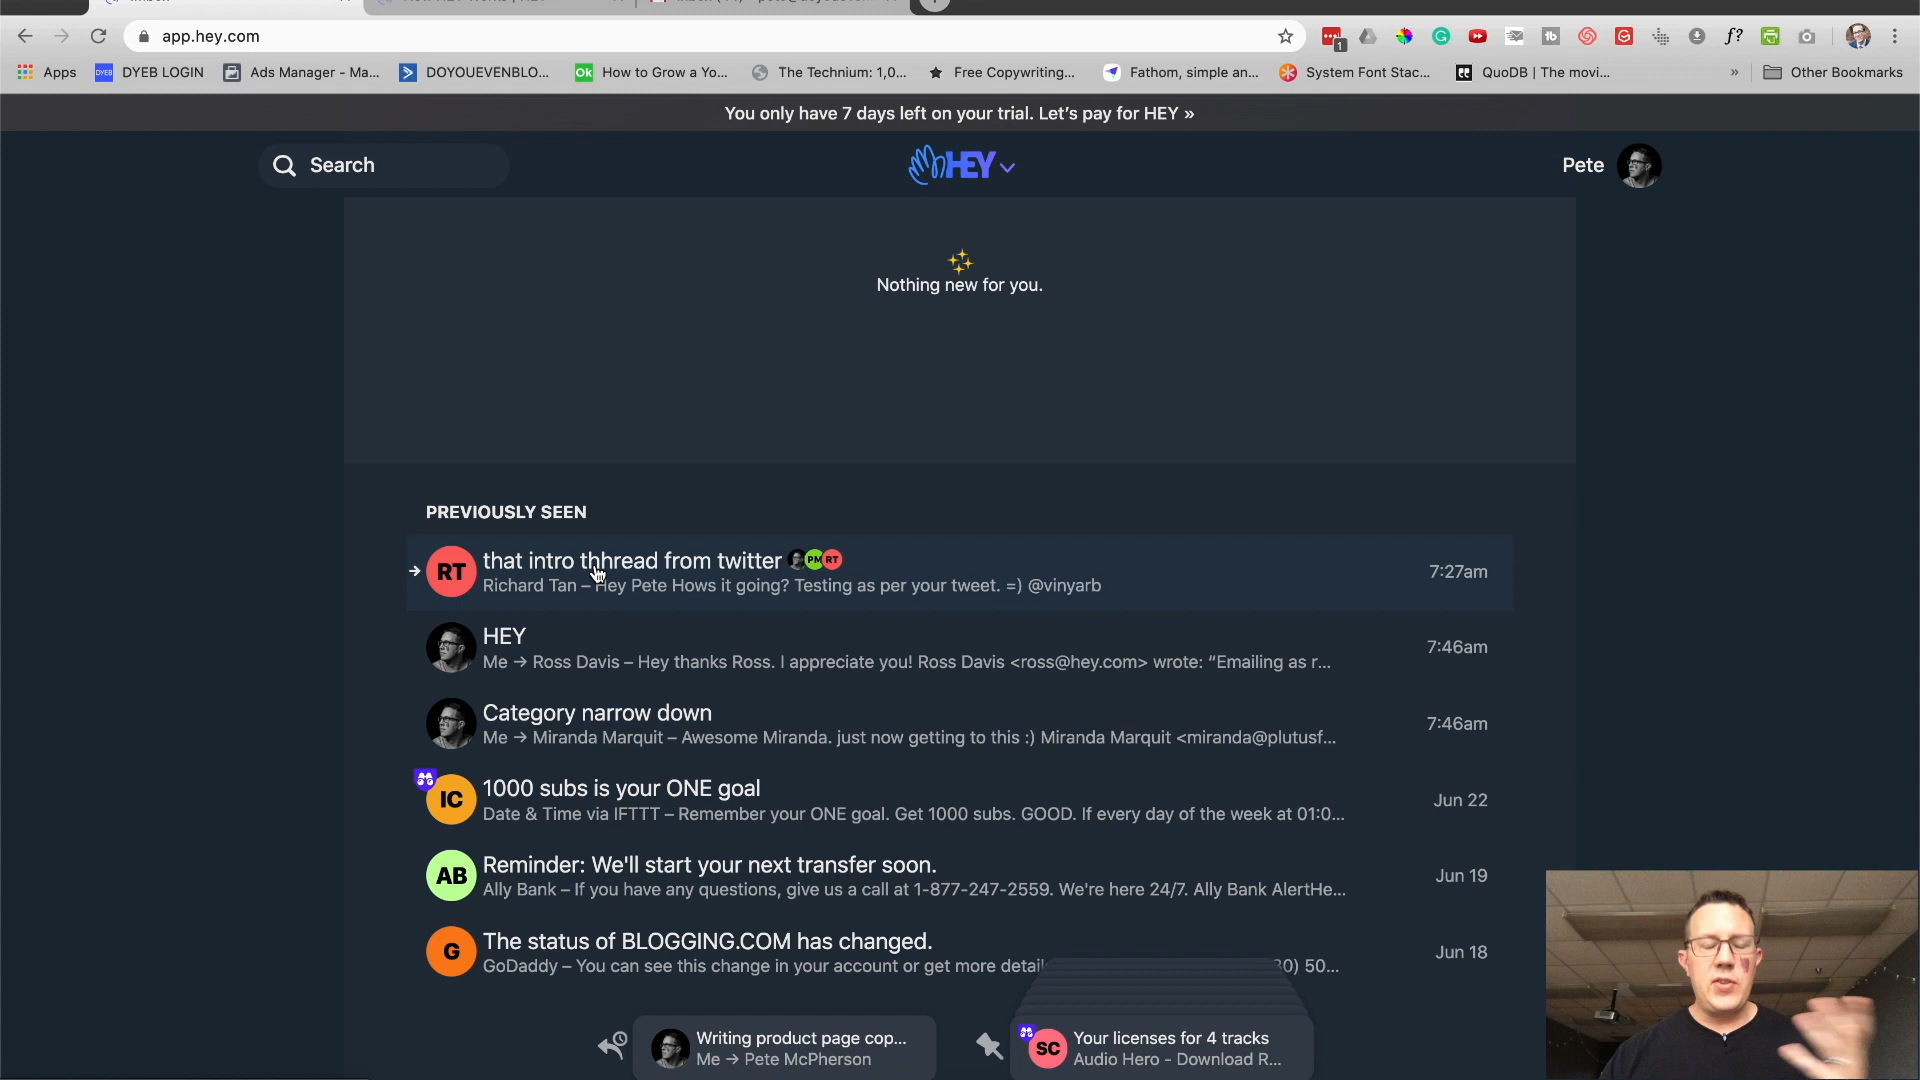 app.hey.com
1
Apps
DYEB
DYEB LOGIN
Ads Manager - Ma...
DOYOUEVENBLO...
Ok
How to Grow a Yo...
The Technium: 1,0...
Free Copywriting...
Fathom, simple an...
System Font Stac...
QuoDB | The movi...
»
Other Bookmarks
You only have 7 days left on your trial. Let's pay for HEY »
Search
HEY
Pete
Nothing new for you.
PREVIOUSLY SEEN
RT
that intro thhread from twitter
PM
RT
7:27am
Richard Tan – Hey Pete Hows it going? Testing as per your tweet. =) @vinyarb
HEY
7:46am
Me → Ross Davis – Hey thanks Ross. I appreciate you! Ross Davis <ross@hey.com> wrote: “Emailing as r...
Category narrow down
7:46am
Me → Miranda Marquit – Awesome Miranda. just now getting to this :) Miranda Marquit <miranda@plutusf...
IC
1000 subs is your ONE goal
Jun 22
Date & Time via IFTTT – Remember your ONE goal. Get 1000 subs. GOOD. If every day of the week at 01:0...
AB
Reminder: We'll start your next transfer soon.
Jun 19
Ally Bank – If you have any questions, give us a call at 1-877-247-2559. We're here 24/7. Ally Bank AlertHe...
G
The status of BLOGGING.COM has changed.
Jun 18
GoDaddy – You can see this change in your account or get more detail 50...
Writing product page cop...
Me → Pete McPherson
SC
Your licenses for 4 tracks
Audio Hero - Download R...